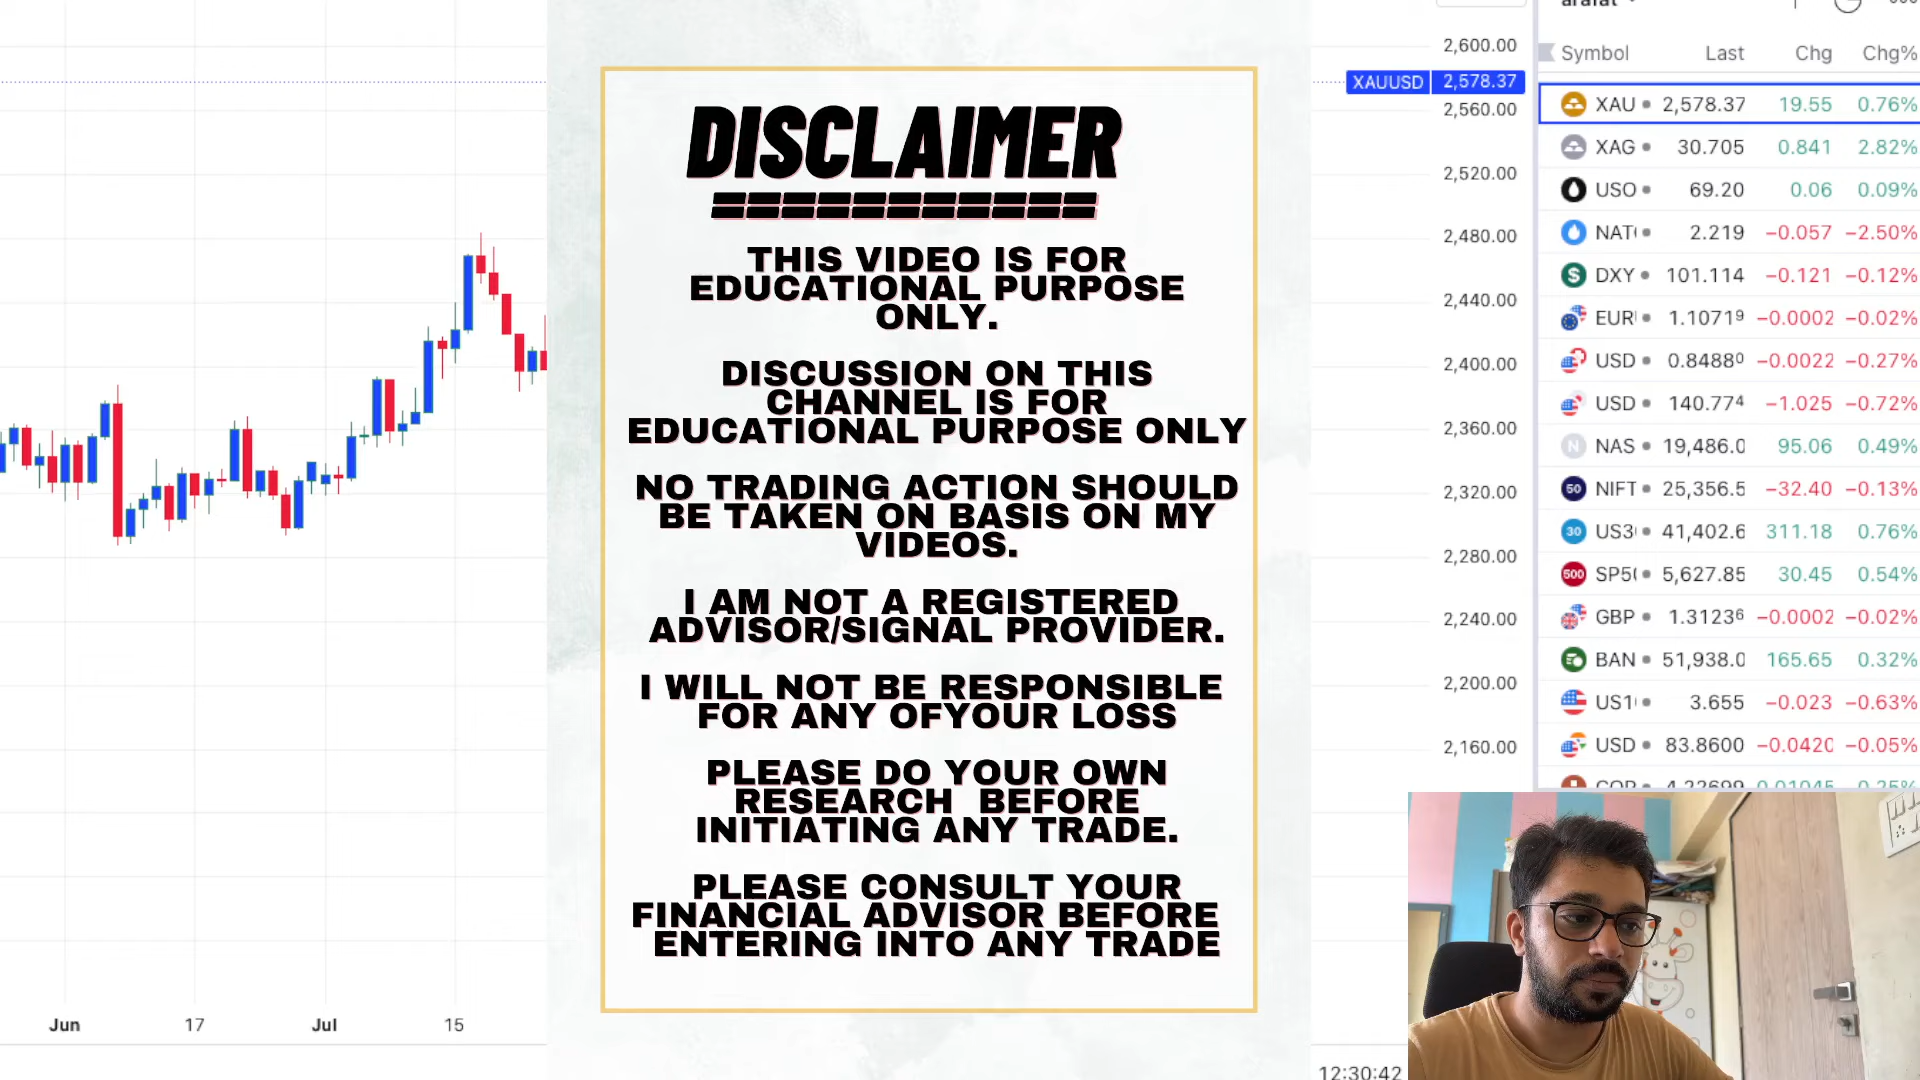 DISCLAIMER
===========
THIS VIDEO IS FOR
EDUCATIONAL PURPOSE
ONLY.
DISCUSSION ON THIS
CHANNEL IS FOR
EDUCATIONAL PURPOSE ONLY
NO TRADING ACTION SHOULD
BE TAKEN ON BASIS ON MY
VIDEOS.
I AM NOT A REGISTERED
ADVISOR/SIGNAL PROVIDER.
I WILL NOT BE RESPONSIBLE
FOR ANY OFYOUR LOSS
PLEASE DO YOUR OWN
RESEARCH BEFORE
INITIATING ANY TRADE.
PLEASE CONSULT YOUR
FINANCIAL ADVISOR BEFORE
ENTERING INTO ANY TRADE
Jun 17 Jul 15
2,600.00
XAUUSD 2,578.37
2,560.00
2,520.00
2,480.00
2,440.00
2,400.00
2,360.00
2,320.00
2,280.00
2,240.00
2,200.00
2,160.00
12:30:42
arafat
Symbol Last Chg Chg%
XAU 2,578.37 19.55 0.76%
XAG 30.705 0.841 2.82%
USO 69.20 0.06 0.09%
NAT 2.219 −0.057 −2.50%
$ DXY 101.114 −0.121 −0.12%
EUR 1.10719 −0.0002 −0.02%
USD 0.84880 −0.0022 −0.27%
USD 140.774 −1.025 −0.72%
N NAS 19,486.0 95.06 0.49%
50 NIFT 25,356.5 −32.40 −0.13%
30 US3 41,402.6 311.18 0.76%
500 SP5 5,627.85 30.45 0.54%
GBP 1.31236 −0.0002 −0.02%
BAN 51,938.0 165.65 0.32%
US1 3.655 −0.023 −0.63%
USD 83.8600 −0.0420 −0.05%